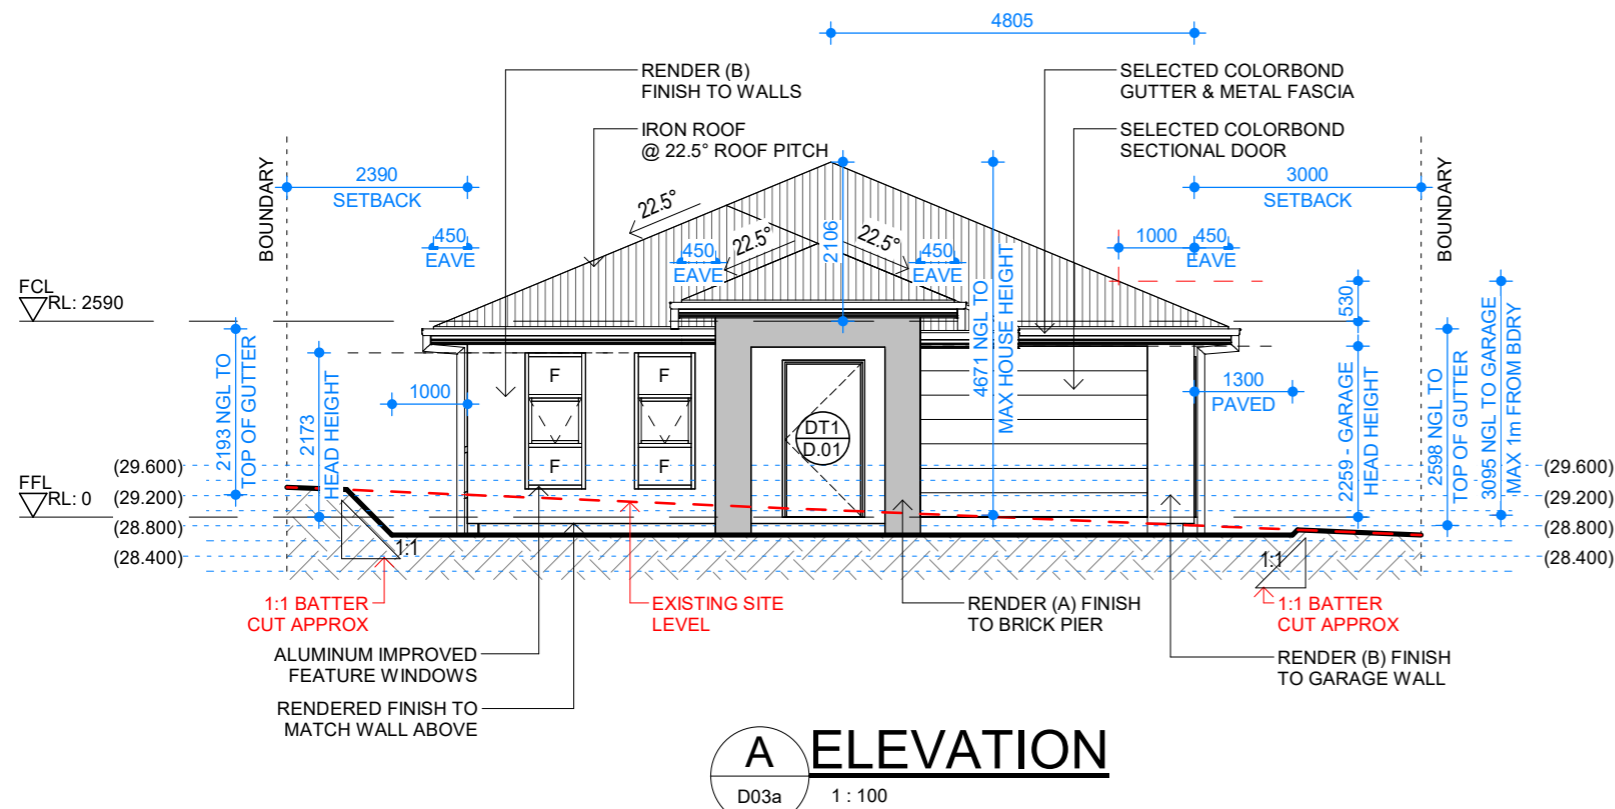 4805
RENDER (B)
FINISH TO WALLS
SELECTED COLORBOND
GUTTER & METAL FASCIA
IRON ROOF
@ 22.5° ROOF PITCH
SELECTED COLORBOND
SECTIONAL DOOR
BOUNDARY
2390
SETBACK
3000
SETBACK
BOUNDARY
22.5°
22.5°
22.5°
2106
450
EAVE
450
EAVE
450
EAVE
1000
450
EAVE
FCL
RL: 2590
530
4671 NGL TO
MAX HOUSE HEIGHT
2193 NGL TO
TOP OF GUTTER
2173
HEAD HEIGHT
1000
F
F
F
F
DT1
D.01
1300
PAVED
2259 - GARAGE
HEAD HEIGHT
2598 NGL TO
TOP OF GUTTER
3095 NGL TO GARAGE
MAX 1m FROM BDRY
(29.600)
(29.600)
FFL
RL: 0
(29.200)
(29.200)
(28.800)
(28.800)
(28.400)
(28.400)
1:1
1:1
1:1 BATTER
CUT APPROX
EXISTING SITE
LEVEL
RENDER (A) FINISH
TO BRICK PIER
1:1 BATTER
CUT APPROX
ALUMINUM IMPROVED
FEATURE WINDOWS
RENDER (B) FINISH
TO GARAGE WALL
RENDERED FINISH TO
MATCH WALL ABOVE
A
ELEVATION
D03a
1 : 100